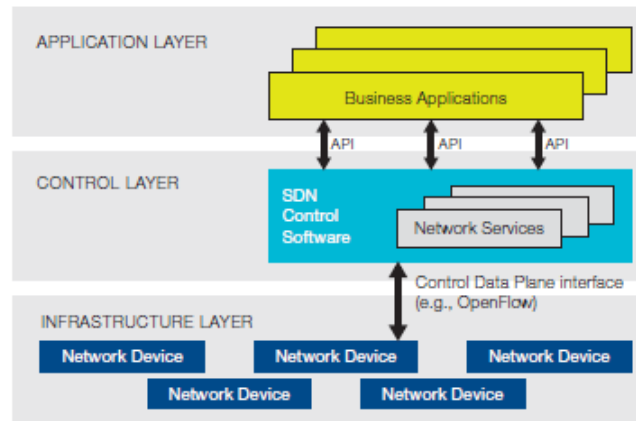 APPLICATION LAYER
Business Applications
API
API
API
CONTROL LAYER
SDN
Control
Software
Network Services
Control Data Plane interface
(e.g., OpenFlow)
INFRASTRUCTURE LAYER
Network Device
Network Device
Network Device
Network Device
Network Device